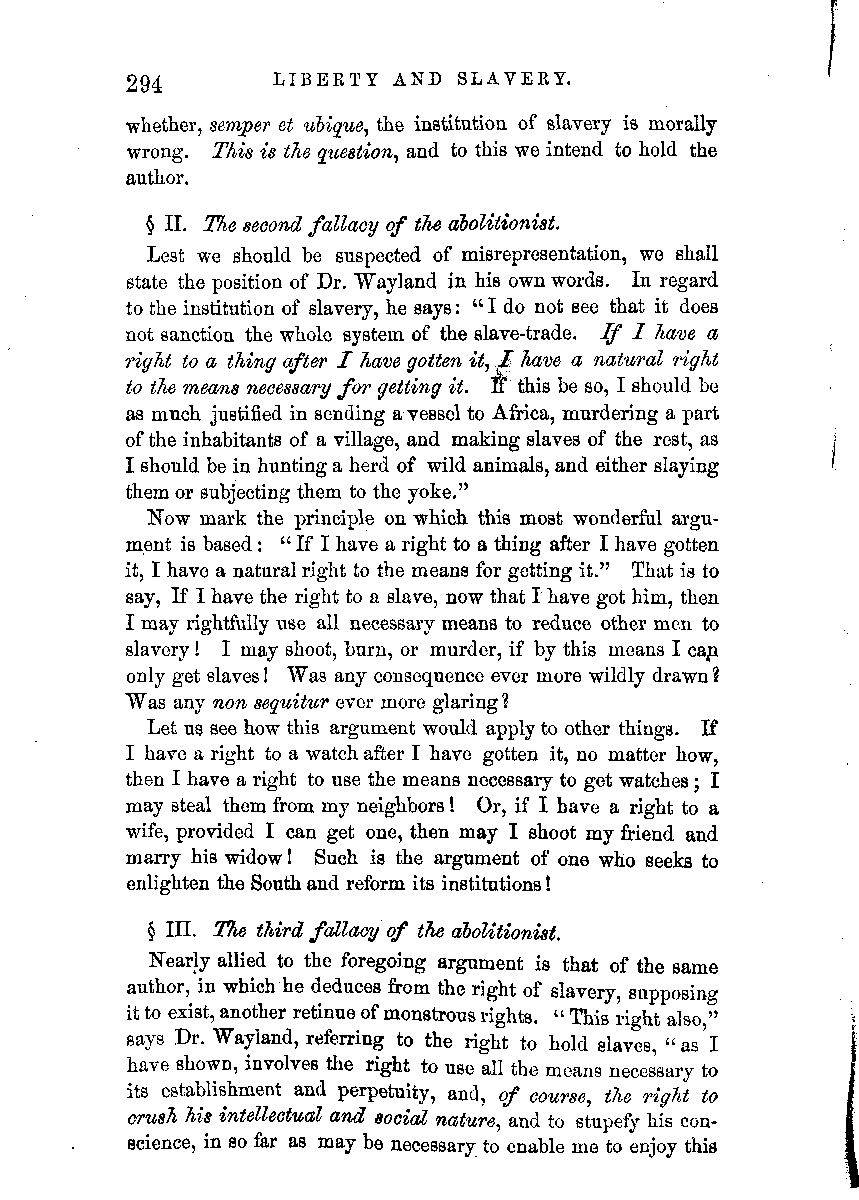 294 LIBERTY AND SLAVERY.
whether, semper et ubique, the institution of slavery is morally
wrong. This is the question, and to this we intend to hold the
author.
§ II. The second fallacy of the abolitionist.
Lest we should be suspected of misrepresentation, we shall
state the position of Dr. Wayland in his own words. In regard
to the institution of slavery, he says: “I do not see that it does
not sanction the whole system of the slave-trade. If I have a
right to a thing after I have gotten it, I have a natural right
to the means necessary for getting it. If this be so, I should be
as much justified in sending a vessel to Africa, murdering a part
of the inhabitants of a village, and making slaves of the rest, as
I should be in hunting a herd of wild animals, and either slaying
them or subjecting them to the yoke.”
Now mark the principle on which this most wonderful argu-
ment is based: “If I have a right to a thing after I have gotten
it, I have a natural right to the means for getting it.” That is to
say, If I have the right to a slave, now that I have got him, then
I may rightfully use all necessary means to reduce other men to
slavery! I may shoot, burn, or murder, if by this means I can
only get slaves! Was any consequence ever more wildly drawn?
Was any non sequitur ever more glaring?
Let us see how this argument would apply to other things. If
I have a right to a watch after I have gotten it, no matter how,
then I have a right to use the means necessary to get watches; I
may steal them from my neighbors! Or, if I have a right to a
wife, provided I can get one, then may I shoot my friend and
marry his widow! Such is the argument of one who seeks to
enlighten the South and reform its institutions!
§ III. The third fallacy of the abolitionist.
Nearly allied to the foregoing argument is that of the same
author, in which he deduces from the right of slavery, supposing
it to exist, another retinue of monstrous rights. “This right also,”
says Dr. Wayland, referring to the right to hold slaves, “as I
have shown, involves the right to use all the means necessary to
its establishment and perpetuity, and, of course, the right to
crush his intellectual and social nature, and to stupefy his con-
science, in so far as may be necessary to enable me to enjoy this